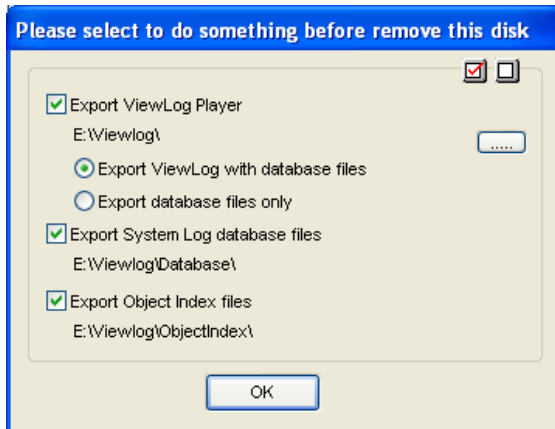 Please select to do something before remove this disk
Export ViewLog Player
E:\Viewlog\
.....
Export ViewLog with database files
Export database files only
Export System Log database files
E:\Viewlog\Database\
Export Object Index files
E:\Viewlog\ObjectIndex\
OK